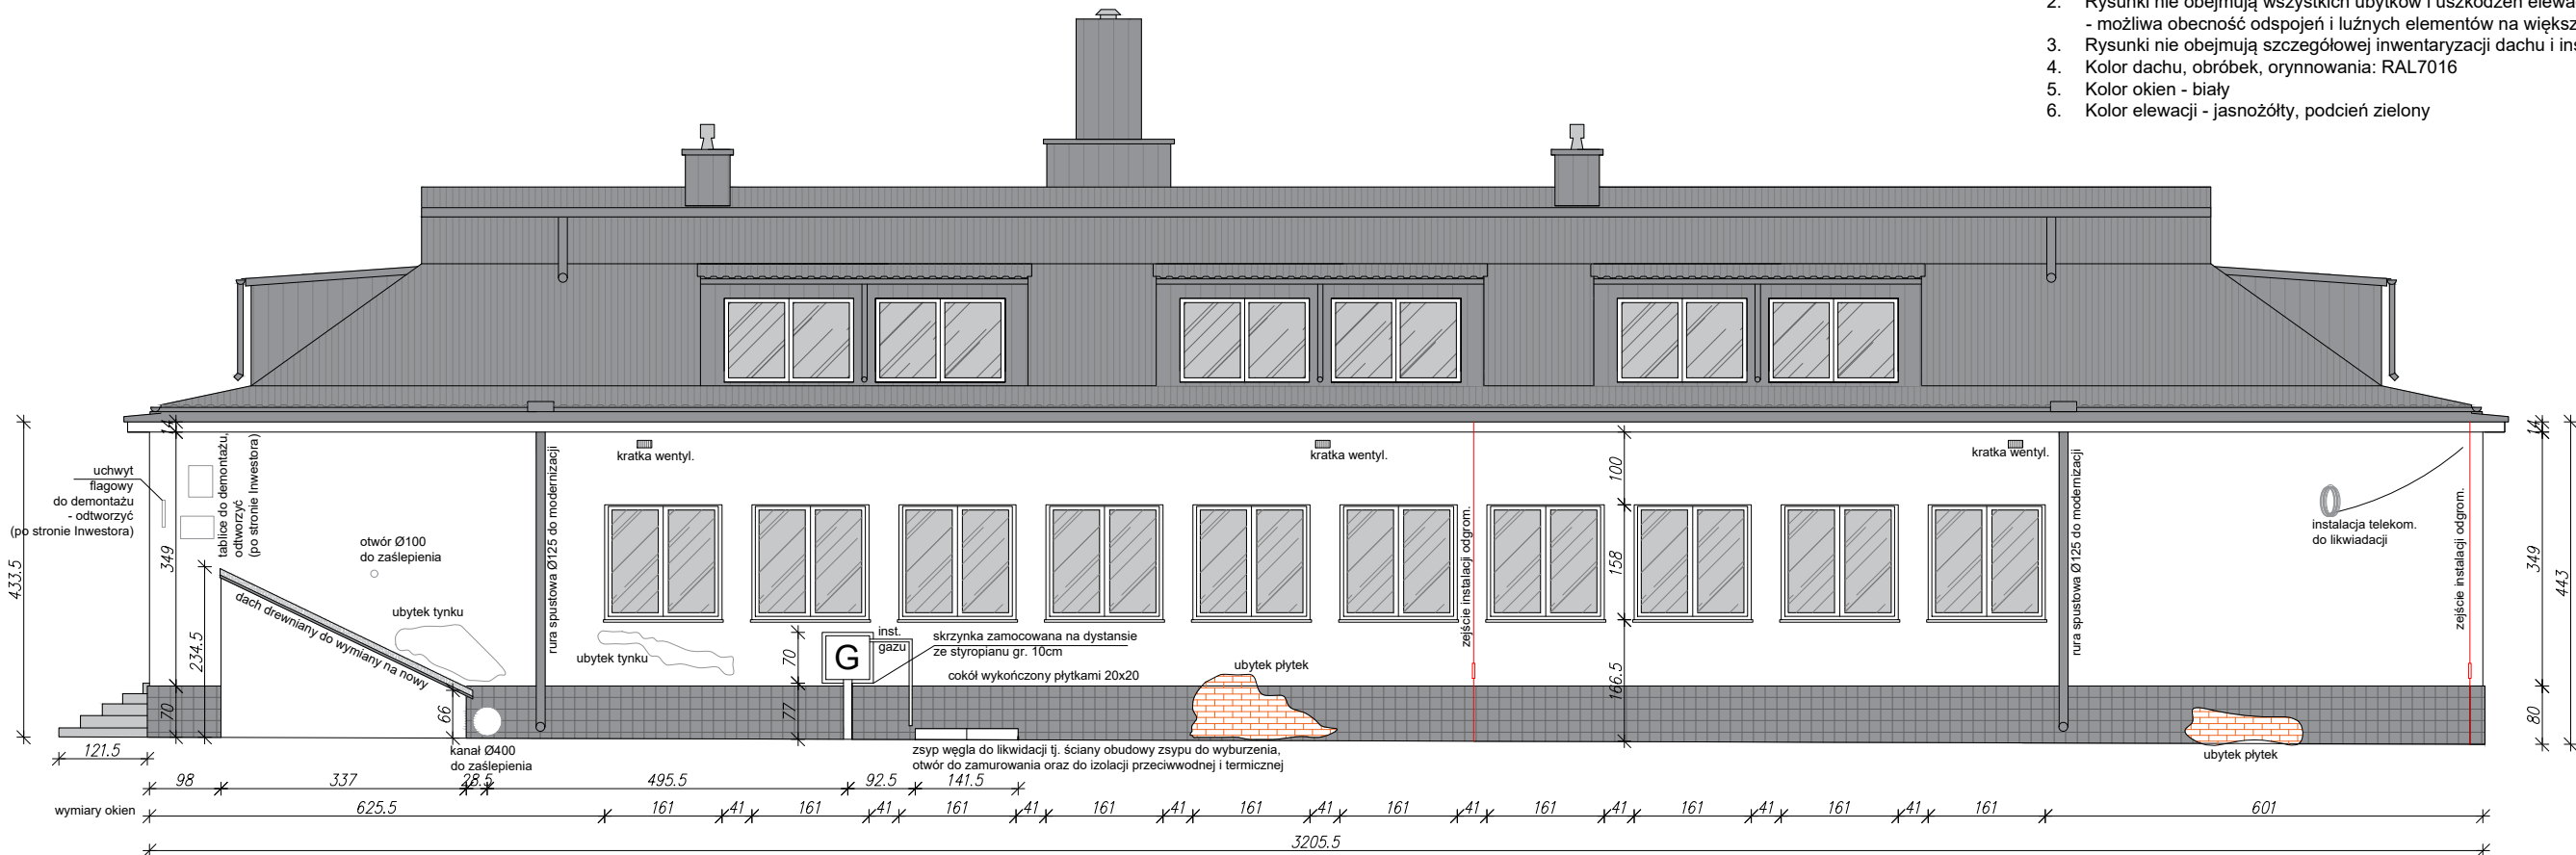 2. Rysunki nie obejmują wszystkich ubytków i uszkodzeń
- możliwa obecność odspojeń i luźnych elementów na
3. Rysunki nie obejmują szczegółowej inwentaryzacji dachu i
4. Kolor dachu, obróbek, orynnowania: RAL7016
5. Kolor okien - biały
6. Kolor elewacji - jasnożółty, podcień zielony
uchwyt
flagowy
do demontażu
- odtworzyć
(po stronie Inwestora)
tablice do demontażu,
odtworzyć
(po stronie Inwestora)
otwór Ø100
do zaślepienia
ubytek tynku
dach drewniany do wymiany na nowy
rura spustowa Ø125 do modernizacji
kratka wentyl.
kratka wentyl.
kratka wentyl.
ubytek tynku
G
inst.
gazu
skrzynka zamocowana na dystansie
ze styropianu gr. 10cm
cokół wykończony płytkami 20x20
ubytek płytek
zejście instalacji odgrom.
rura spustowa Ø125 do modernizacji
instalacja telekom.
do likwiadacji
zejście instalacji odgrom.
ubytek płytek
kanał Ø400
do zaślepienia
zsyp węgla do likwidacji tj. ściany obudowy zsypu do wyburzenia,
otwór do zamurowania oraz do izolacji przeciwwodnej i termicznej
433.5
14
349
70
234.5
66
70
77
100
158
166.5
14
349
80
443
121.5
98 337 28.5 495.5 92.5 141.5
wymiary okien 625.5 161 41 161 41 161 41 161 41 161 41 161 41 161 41 161 41 161 41 161 601
3205.5